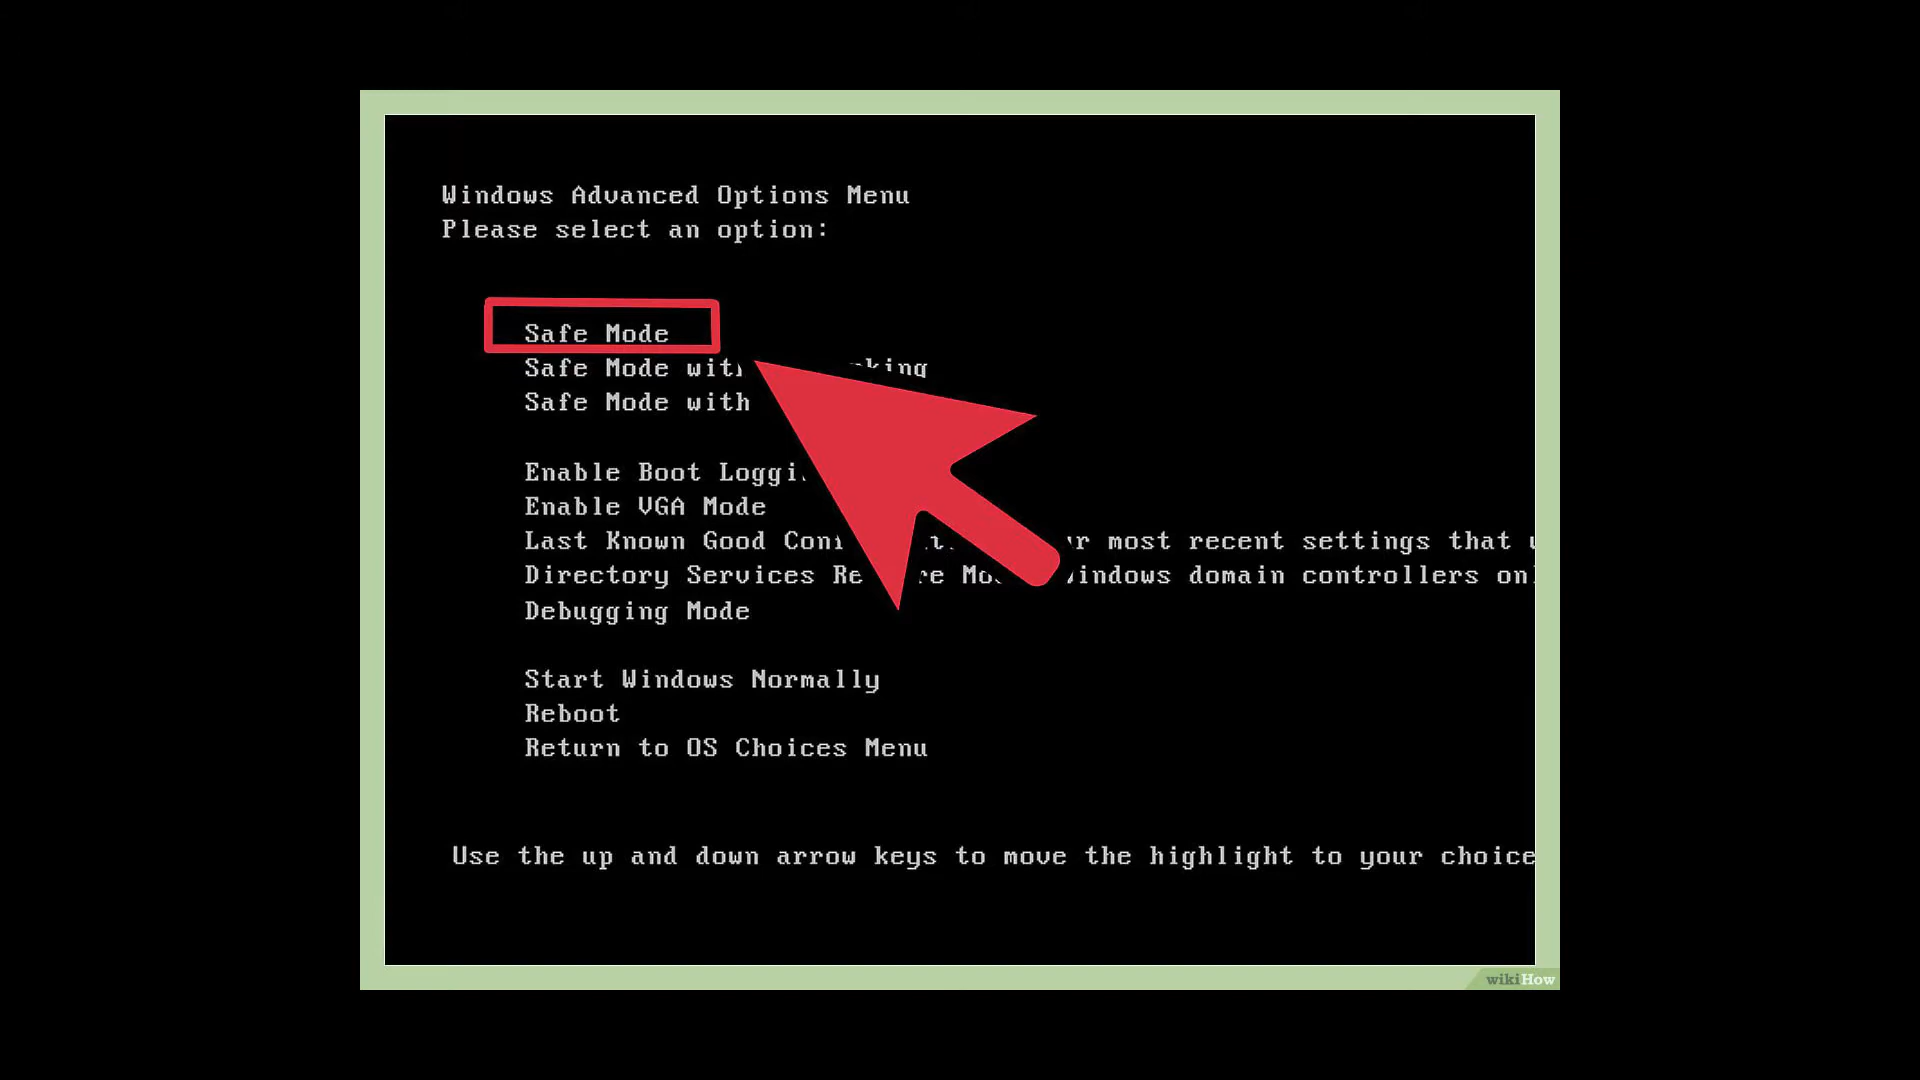 Windows Advanced Options Menu
Please select an option:
Safe Mode
Safe Mode
Safe Mode with
Enable Boot
Enable VGA Mode
Last Known Good most recent settings that
Directory Services domain controllers
Debugging Mode
Start Windows Normally
Reboot
Return to OS Choices Menu
Use the up and down arrow keys to move the highlight to your choice
wikiHow